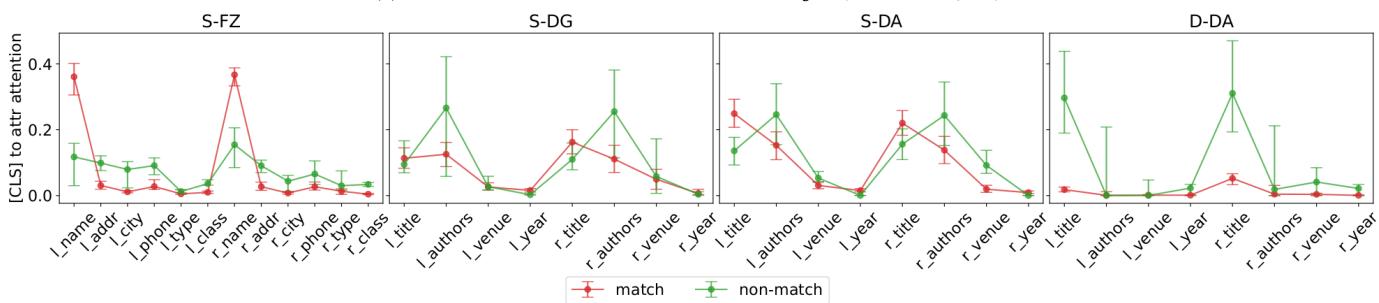 S-FZ
S-DG
S-DA
D-DA
[CLS] to attr attention
0.4
0.2
0.0
l_name
l_addr
l_city
l_phone
l_type
l_class
r_name
r_addr
r_city
r_phone
r_type
r_class
l_title
l_authors
l_venue
l_year
r_title
r_authors
r_venue
r_year
l_title
l_authors
l_venue
l_year
r_title
r_authors
r_venue
r_year
l_title
l_authors
l_venue
l_year
r_title
r_authors
r_venue
r_year
match
non-match